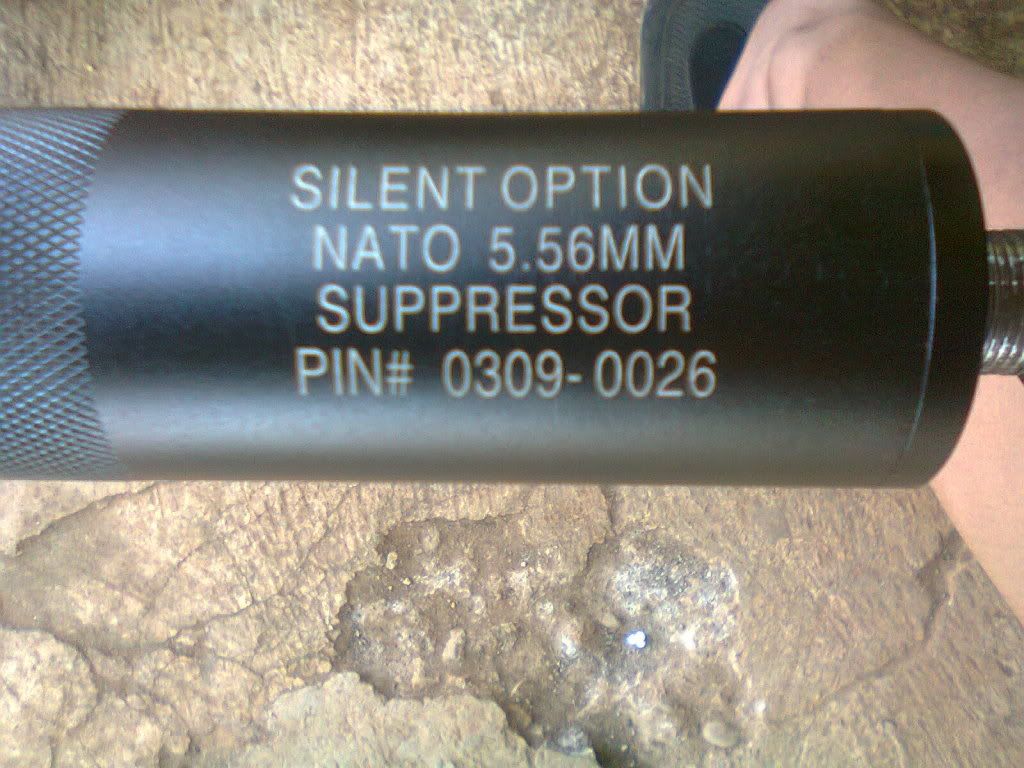 SILENT OPTION
NATO 5.56MM
SUPPRESSOR
PIN# 0309-0026